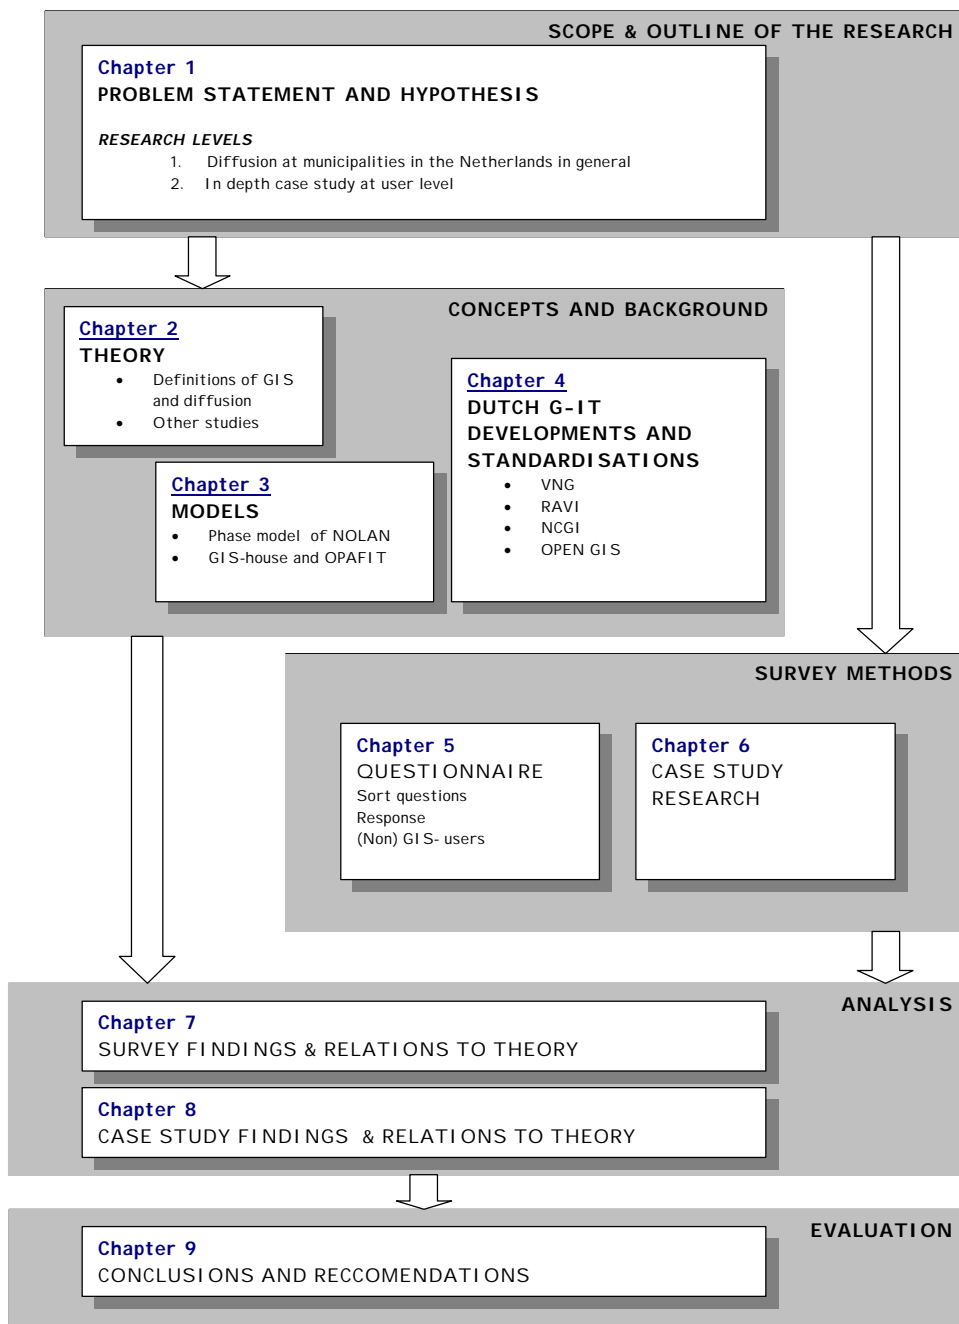 SCOPE & OUTLINE OF THE RESEARCH
Chapter 1
PROBLEM STATEMENT AND HYPOTHESIS
RESEARCH LEVELS
1. Diffusion at municipalities in the Netherlands in general
2. In depth case study at user level
CONCEPTS AND BACKGROUND
Chapter 2
THEORY
• Definitions of GIS
and diffusion
• Other studies
Chapter 3
MODELS
• Phase model of NOLAN
• GIS-house and OPAFIT
Chapter 4
DUTCH G-IT
DEVELOPMENTS AND
STANDARDISATIONS
• VNG
• RAVI
• NCGI
• OPEN GIS
SURVEY METHODS
Chapter 5
QUESTIONNAIRE
Sort questions
Response
(Non) GIS- users
Chapter 6
CASE STUDY
RESEARCH
ANALYSIS
Chapter 7
SURVEY FINDINGS & RELATIONS TO THEORY
Chapter 8
CASE STUDY FINDINGS & RELATIONS TO THEORY
EVALUATION
Chapter 9
CONCLUSIONS AND RECCOMENDATIONS